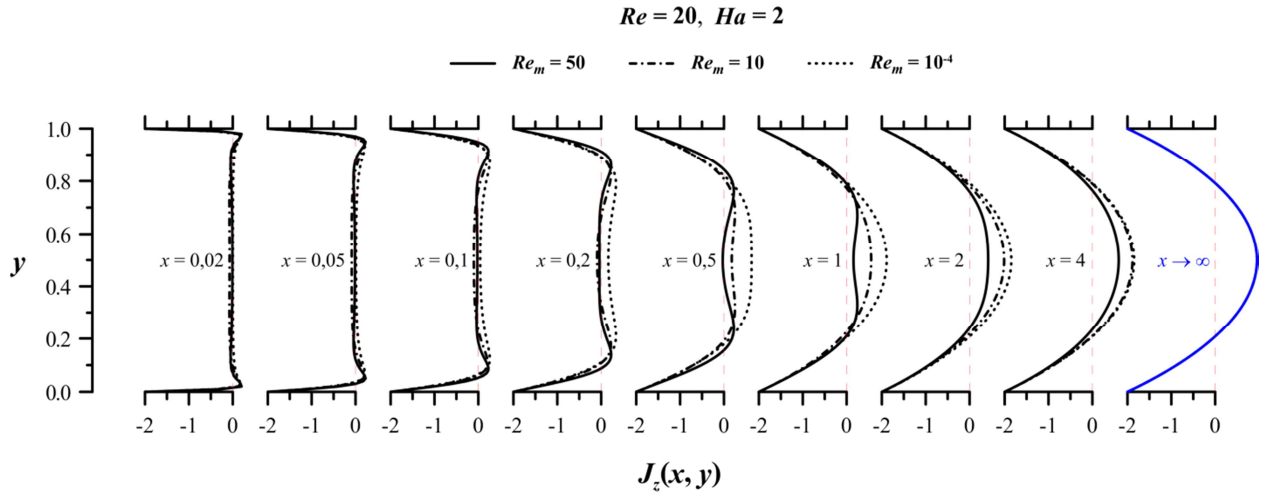 Re = 20, Ha = 2
Reₘ = 50 Reₘ = 10 Reₘ = 10⁻⁴
1.0
0.8
0.6
y x = 0,02 x = 0,05 x = 0,1 x = 0,2 x = 0,5 x = 1 x = 2 x = 4 x → ∞
0.4
0.2
0.0
-2 -1 0 -2 -1 0 -2 -1 0 -2 -1 0 -2 -1 0 -2 -1 0 -2 -1 0 -2 -1 0 -2 -1 0
J_z(x, y)